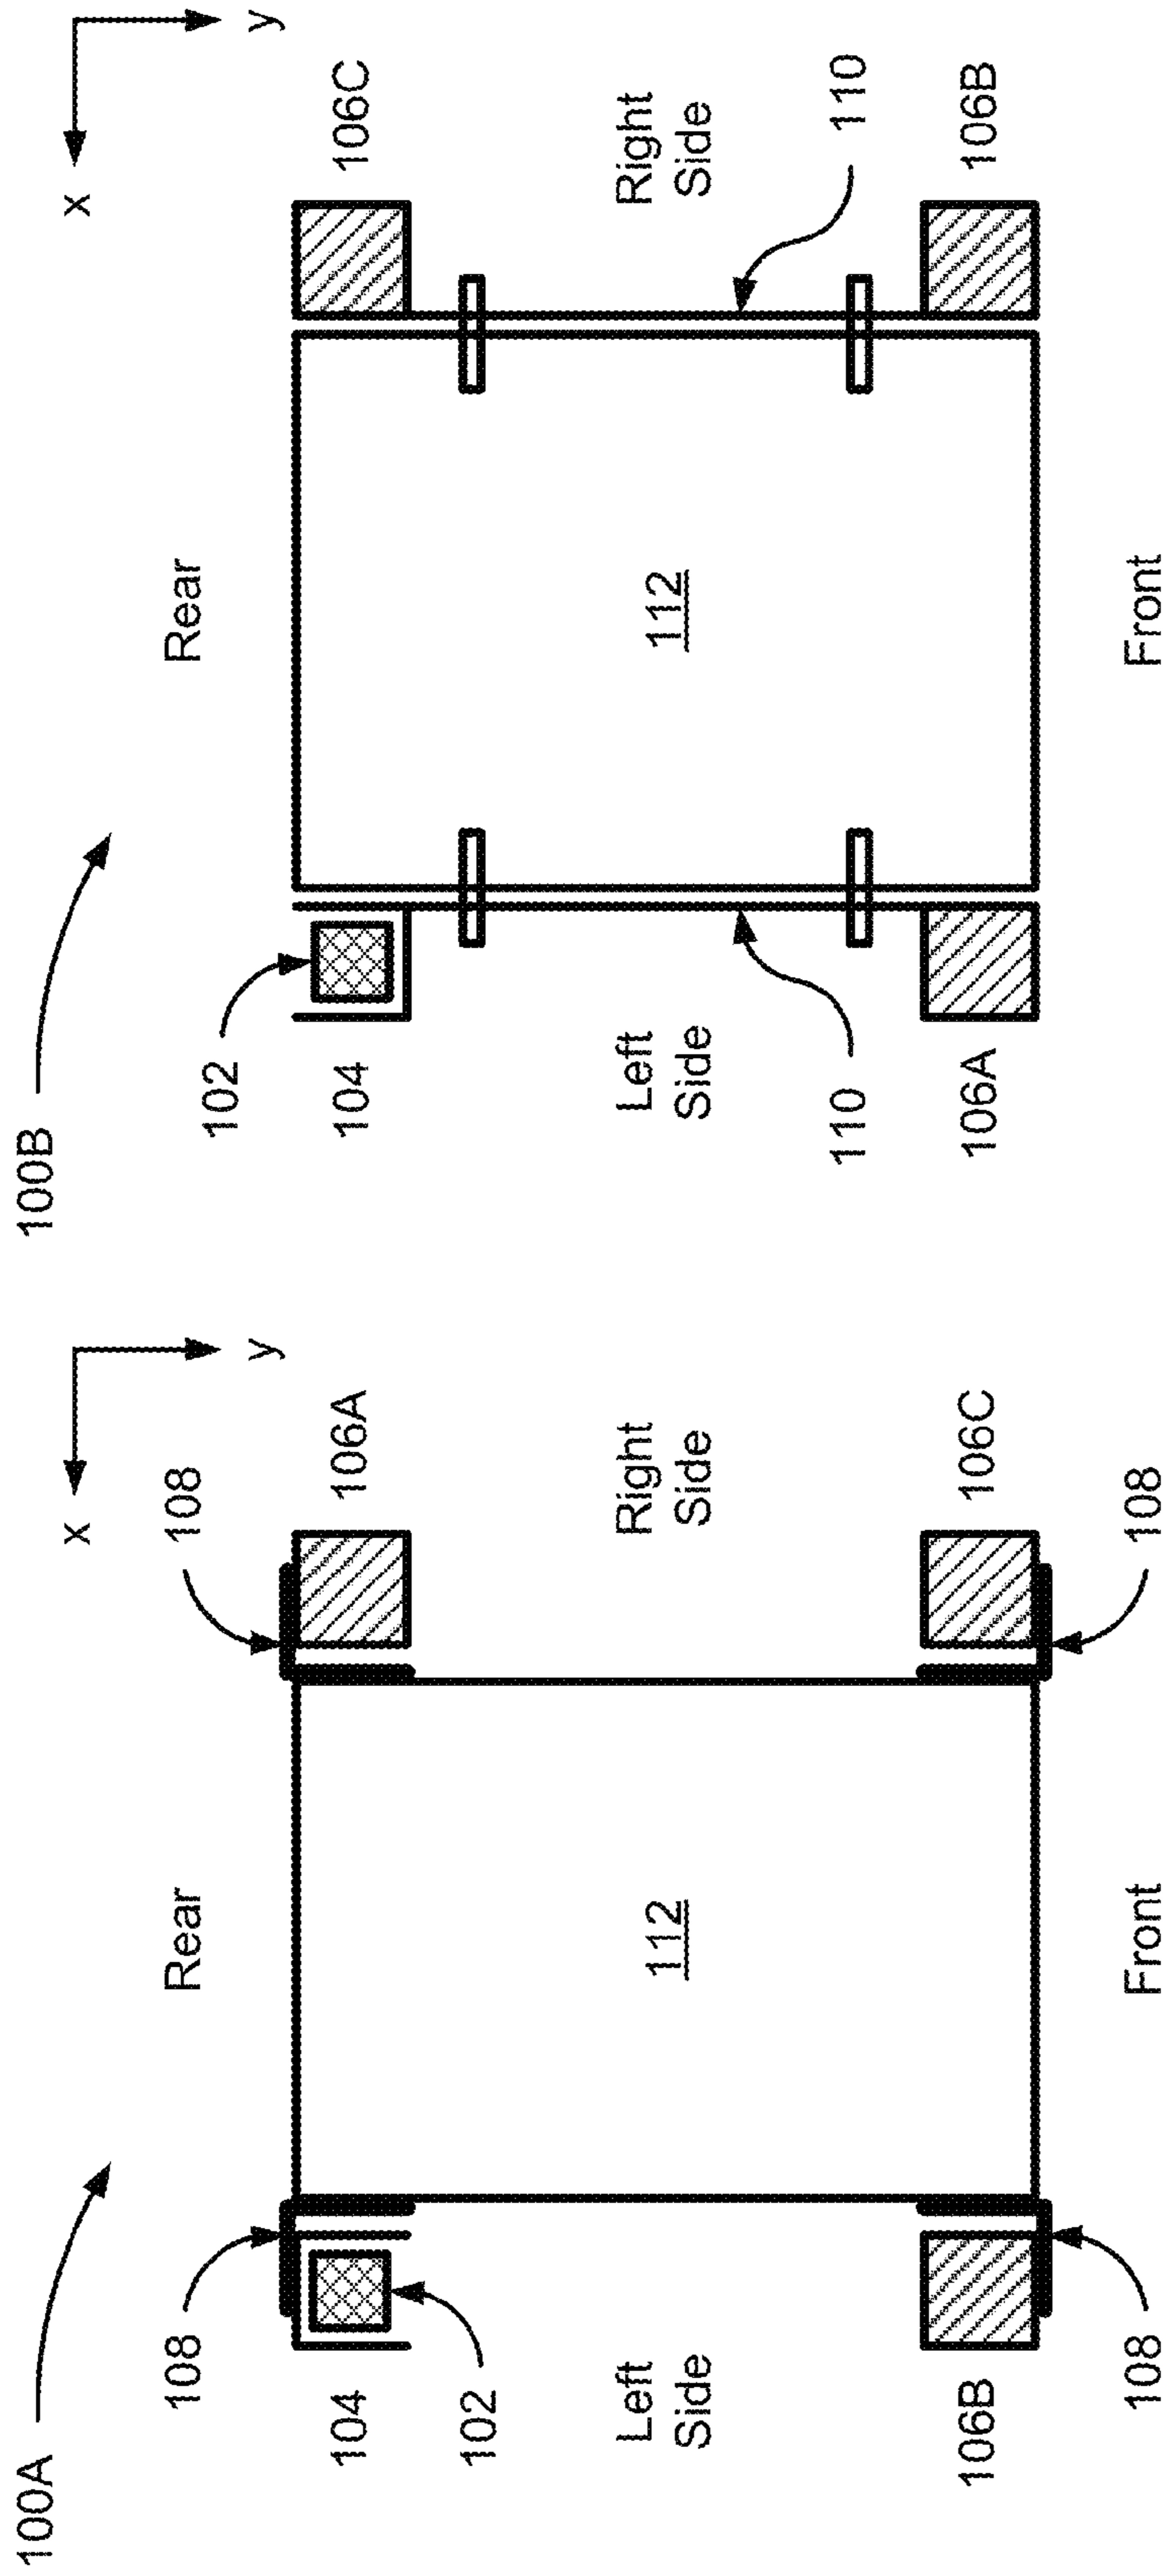 100A
x
y
108
Rear
108
104
106A
102
112
Left
Side
Right
Side
106B
106C
108
Front
108
100B
x
y
Rear
102
104
106C
112
Left
Side
Right
Side
110
110
106A
106B
Front